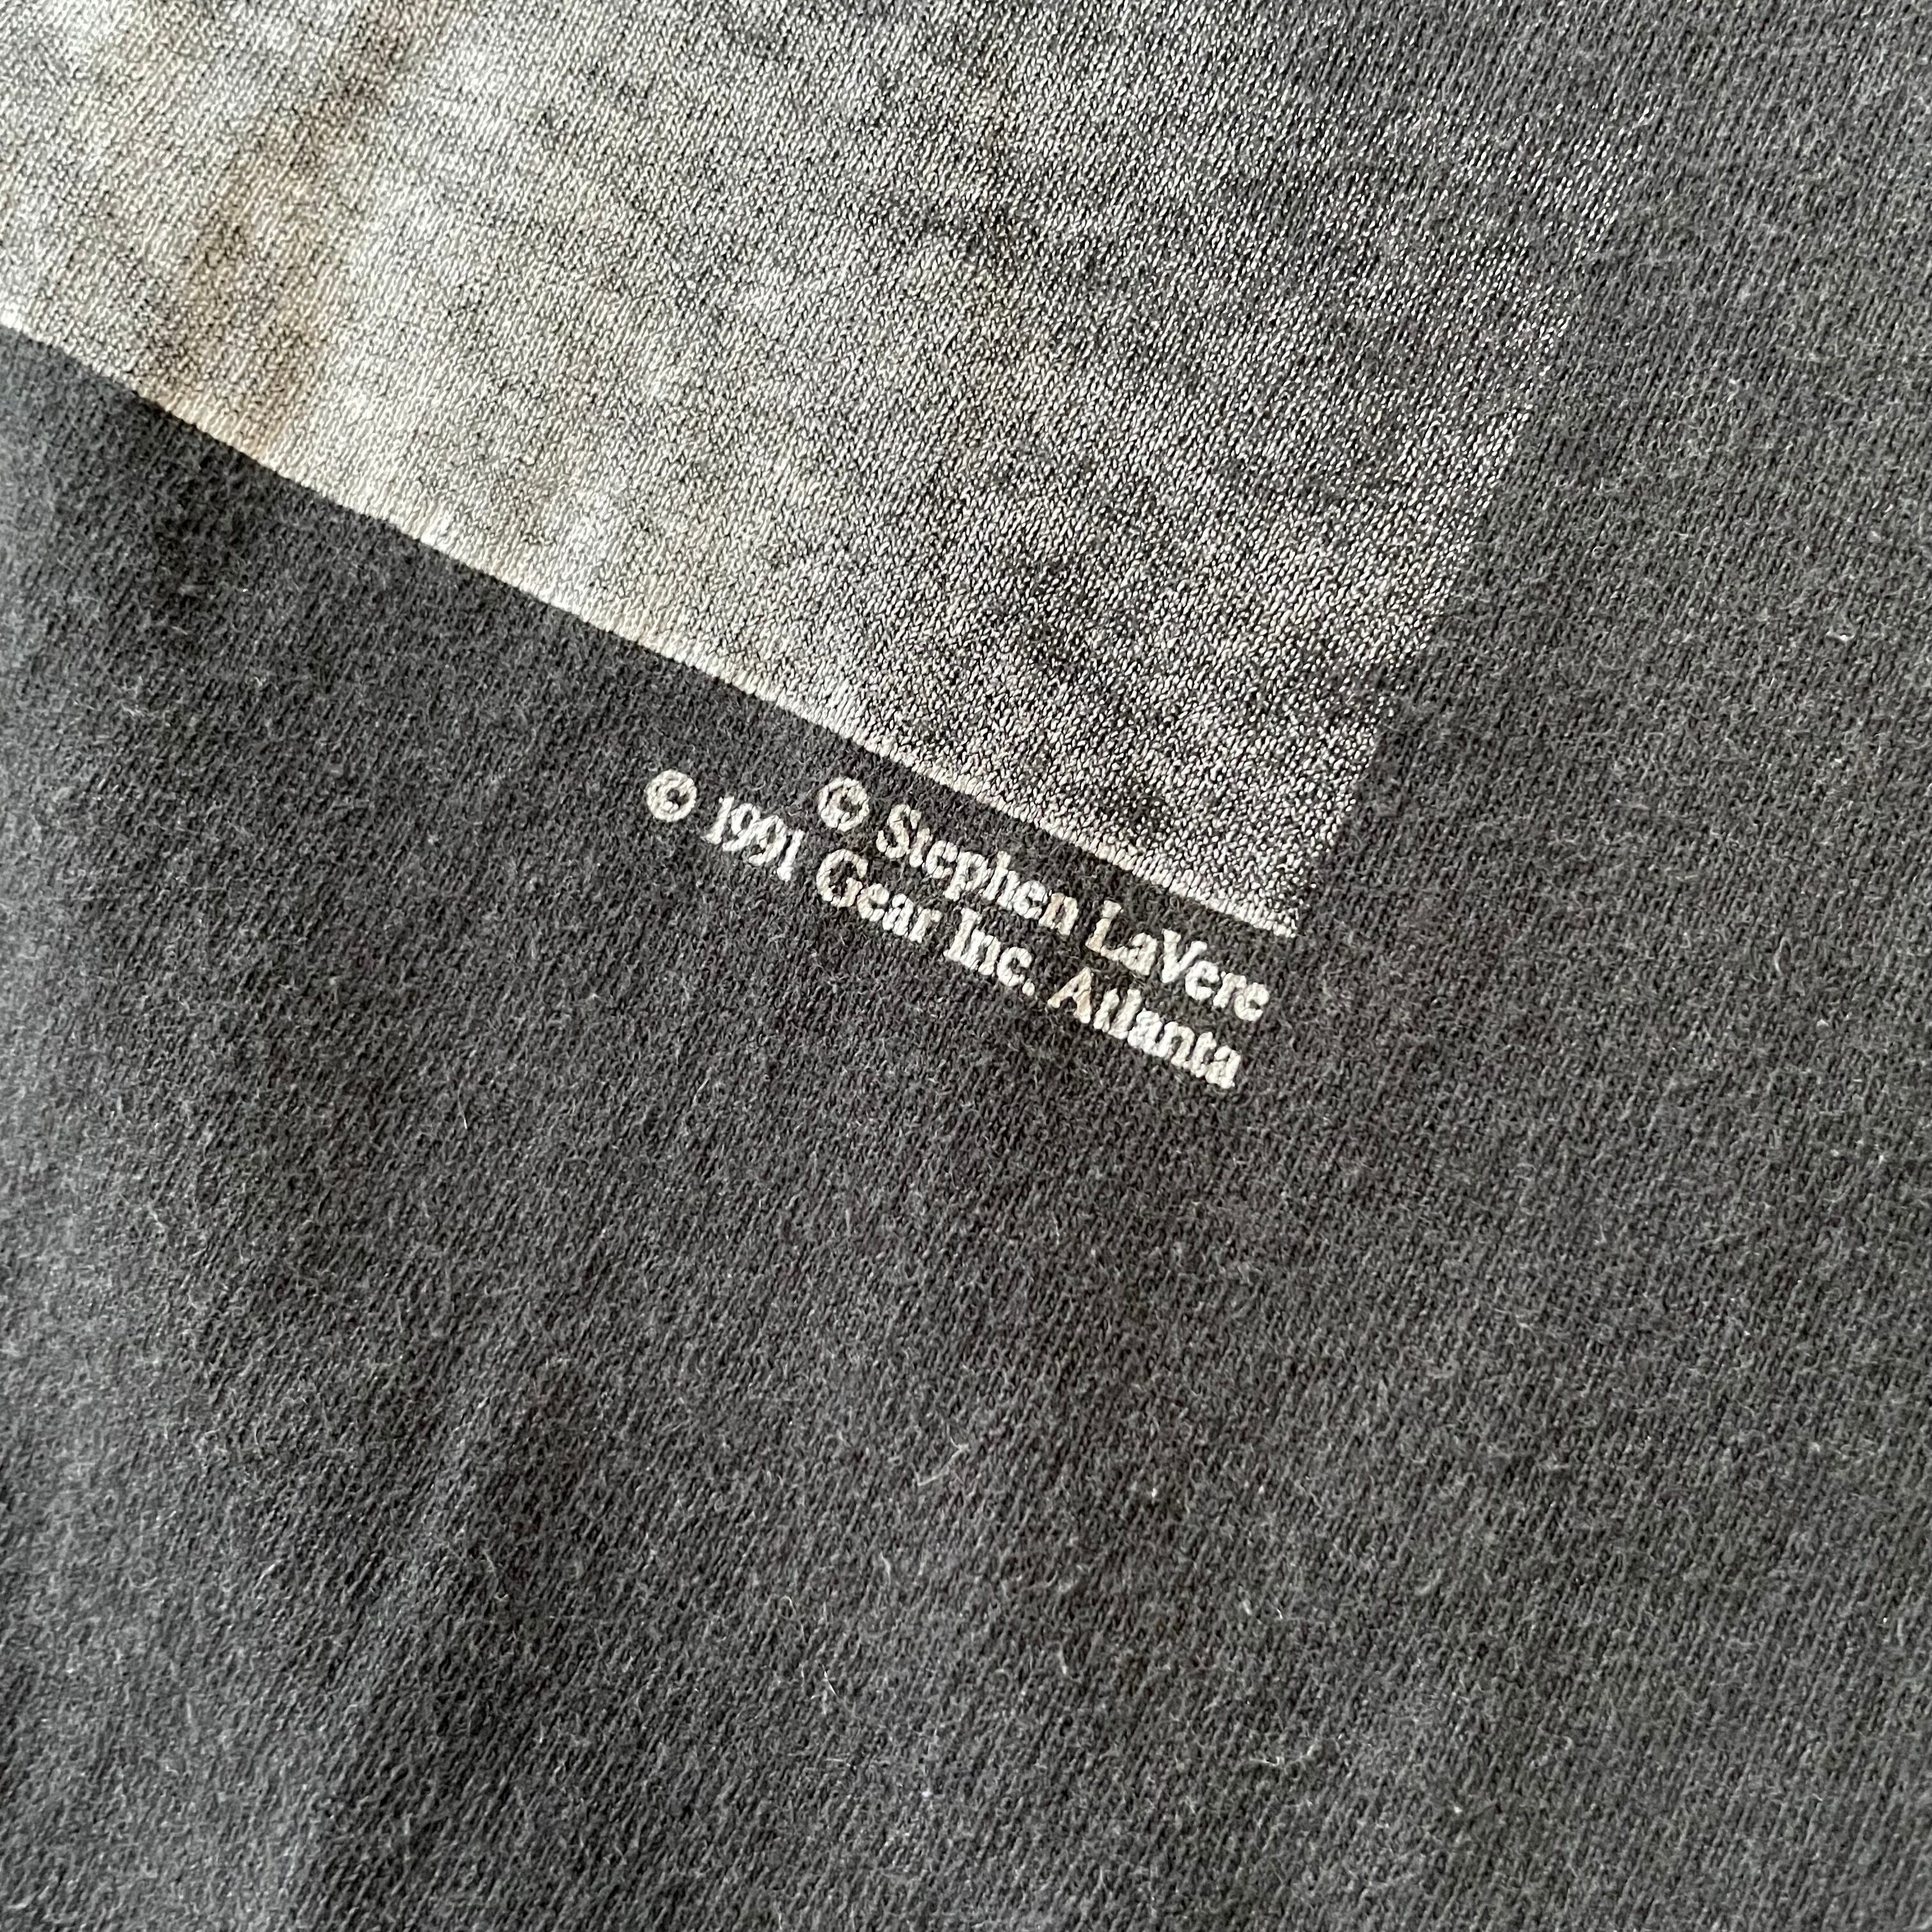 © Stephen LaVere
© 1991 Gear Inc. Atlanta